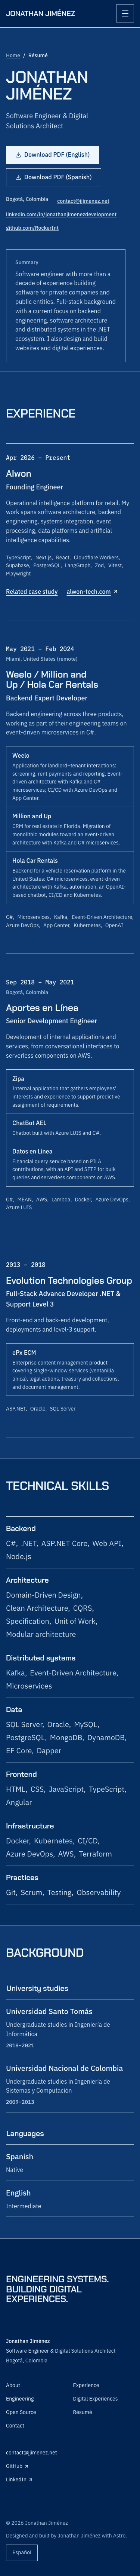 JONATHAN JIMÉNEZ
Home / Résumé
JONATHAN
JIMÉNEZ
Software Engineer & Digital
Solutions Architect
Download PDF (English)
Download PDF (Spanish)
Bogotá, Colombia
contact@jjimenez.net
linkedin.com/in/jonathanjimenezdevelopment
github.com/RockerInt
Summary
Software engineer with more than a
decade of experience building
software for industrial and private
companies and
public entities. Full-stack background
with a current focus on
backend, software architecture and
distributed systems in the .NET
ecosystem. I also design and build
websites and digital experiences.
EXPERIENCE
Apr 2026 – Present
Alwon
Founding Engineer
Operational intelligence platform for retail. My
work spans software architecture, backend
engineering, systems integration, event
processing, data platforms and artificial
intelligence capabilities.
TypeScript, Next.js, React, Cloudflare Workers,
Supabase, PostgreSQL, LangGraph, Zod, Vitest,
Playwright
Related case study alwon-tech.com ↗
May 2021 – Feb 2024
Miami, United States (remote)
Weelo / Million and
Up / Hola Car Rentals
Backend Expert Developer
Backend engineering across three products,
working as part of their engineering teams on
event-driven microservices in C#.
Weelo
Application for landlord–tenant interactions:
screening, rent payments and reporting. Event-
driven architecture with Kafka and C#
microservices; CI/CD with Azure DevOps and
App Center.
Million and Up
CRM for real estate in Florida. Migration of
monolithic modules toward an event-driven
architecture with Kafka and C# microservices.
Hola Car Rentals
Backend for a vehicle reservation platform in the
United States: C# microservices, event-driven
architecture with Kafka, automation, an OpenAI-
based chatbot, CI/CD and Kubernetes.
C#, Microservices, Kafka, Event-Driven Architecture,
Azure DevOps, App Center, Kubernetes, OpenAI
Sep 2018 – May 2021
Bogotá, Colombia
Aportes en Línea
Senior Development Engineer
Development of internal applications and
services, from conversational interfaces to
serverless components on AWS.
Zipa
Internal application that gathers employees'
interests and experience to support predictive
assignment of requirements.
ChatBot AEL
Chatbot built with Azure LUIS and C#.
Datos en Línea
Financial query service based on PILA
contributions, with an API and SFTP for bulk
queries and serverless components on AWS.
C#, MEAN, AWS, Lambda, Docker, Azure DevOps,
Azure LUIS
2013 – 2018
Evolution Technologies Group
Full-Stack Advance Developer .NET &
Support Level 3
Front-end and back-end development,
deployments and level-3 support.
ePx ECM
Enterprise content management product
covering single-window services (ventanilla
única), legal actions, treasury and collections,
and document management.
ASP.NET, Oracle, SQL Server
TECHNICAL SKILLS
Backend
C#, .NET, ASP.NET Core, Web API,
Node.js
Architecture
Domain-Driven Design,
Clean Architecture, CQRS,
Specification, Unit of Work,
Modular architecture
Distributed systems
Kafka, Event-Driven Architecture,
Microservices
Data
SQL Server, Oracle, MySQL,
PostgreSQL, MongoDB, DynamoDB,
EF Core, Dapper
Frontend
HTML, CSS, JavaScript, TypeScript,
Angular
Infrastructure
Docker, Kubernetes, CI/CD,
Azure DevOps, AWS, Terraform
Practices
Git, Scrum, Testing, Observability
BACKGROUND
University studies
Universidad Santo Tomás
Undergraduate studies in Ingeniería de
Informática
2018–2021
Universidad Nacional de Colombia
Undergraduate studies in Ingeniería de
Sistemas y Computación
2009–2013
Languages
Spanish
Native
English
Intermediate
ENGINEERING SYSTEMS.
BUILDING DIGITAL
EXPERIENCES.
Jonathan Jiménez
Software Engineer & Digital Solutions Architect
Bogotá, Colombia
About Experience
Engineering Digital Experiences
Open Source Résumé
Contact
contact@jjimenez.net
GitHub ↗
LinkedIn ↗
© 2026 Jonathan Jiménez
Designed and built by Jonathan Jiménez with Astro.
Español